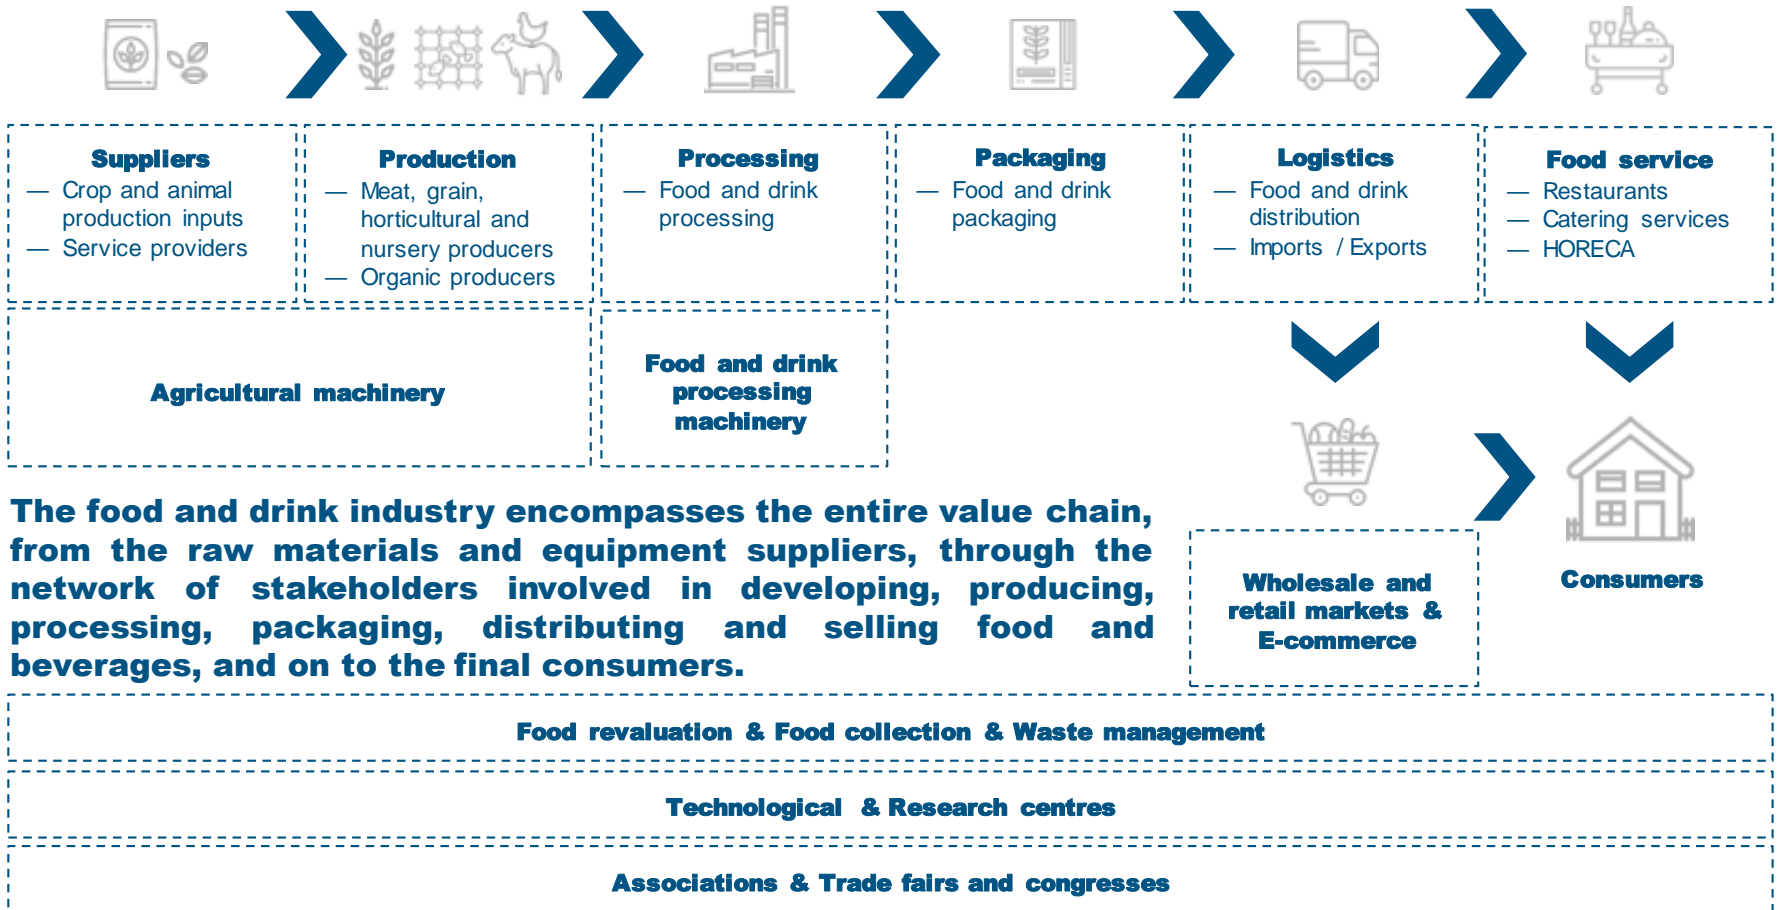 Suppliers
— Crop and animal
production inputs
— Service providers
Production
— Meat, grain,
horticultural and
nursery producers
— Organic producers
Processing
— Food and drink
processing
Packaging
— Food and drink
packaging
Logistics
— Food and drink
distribution
— Imports / Exports
Food service
— Restaurants
— Catering services
— HORECA
Agricultural machinery
Food and drink
processing
machinery
The food and drink industry encompasses the entire value chain,
from the raw materials and equipment suppliers, through the
network of stakeholders involved in developing, producing,
processing, packaging, distributing and selling food and
beverages, and on to the final consumers.
Wholesale and
retail markets &
E-commerce
Consumers
Food revaluation & Food collection & Waste management
Technological & Research centres
Associations & Trade fairs and congresses